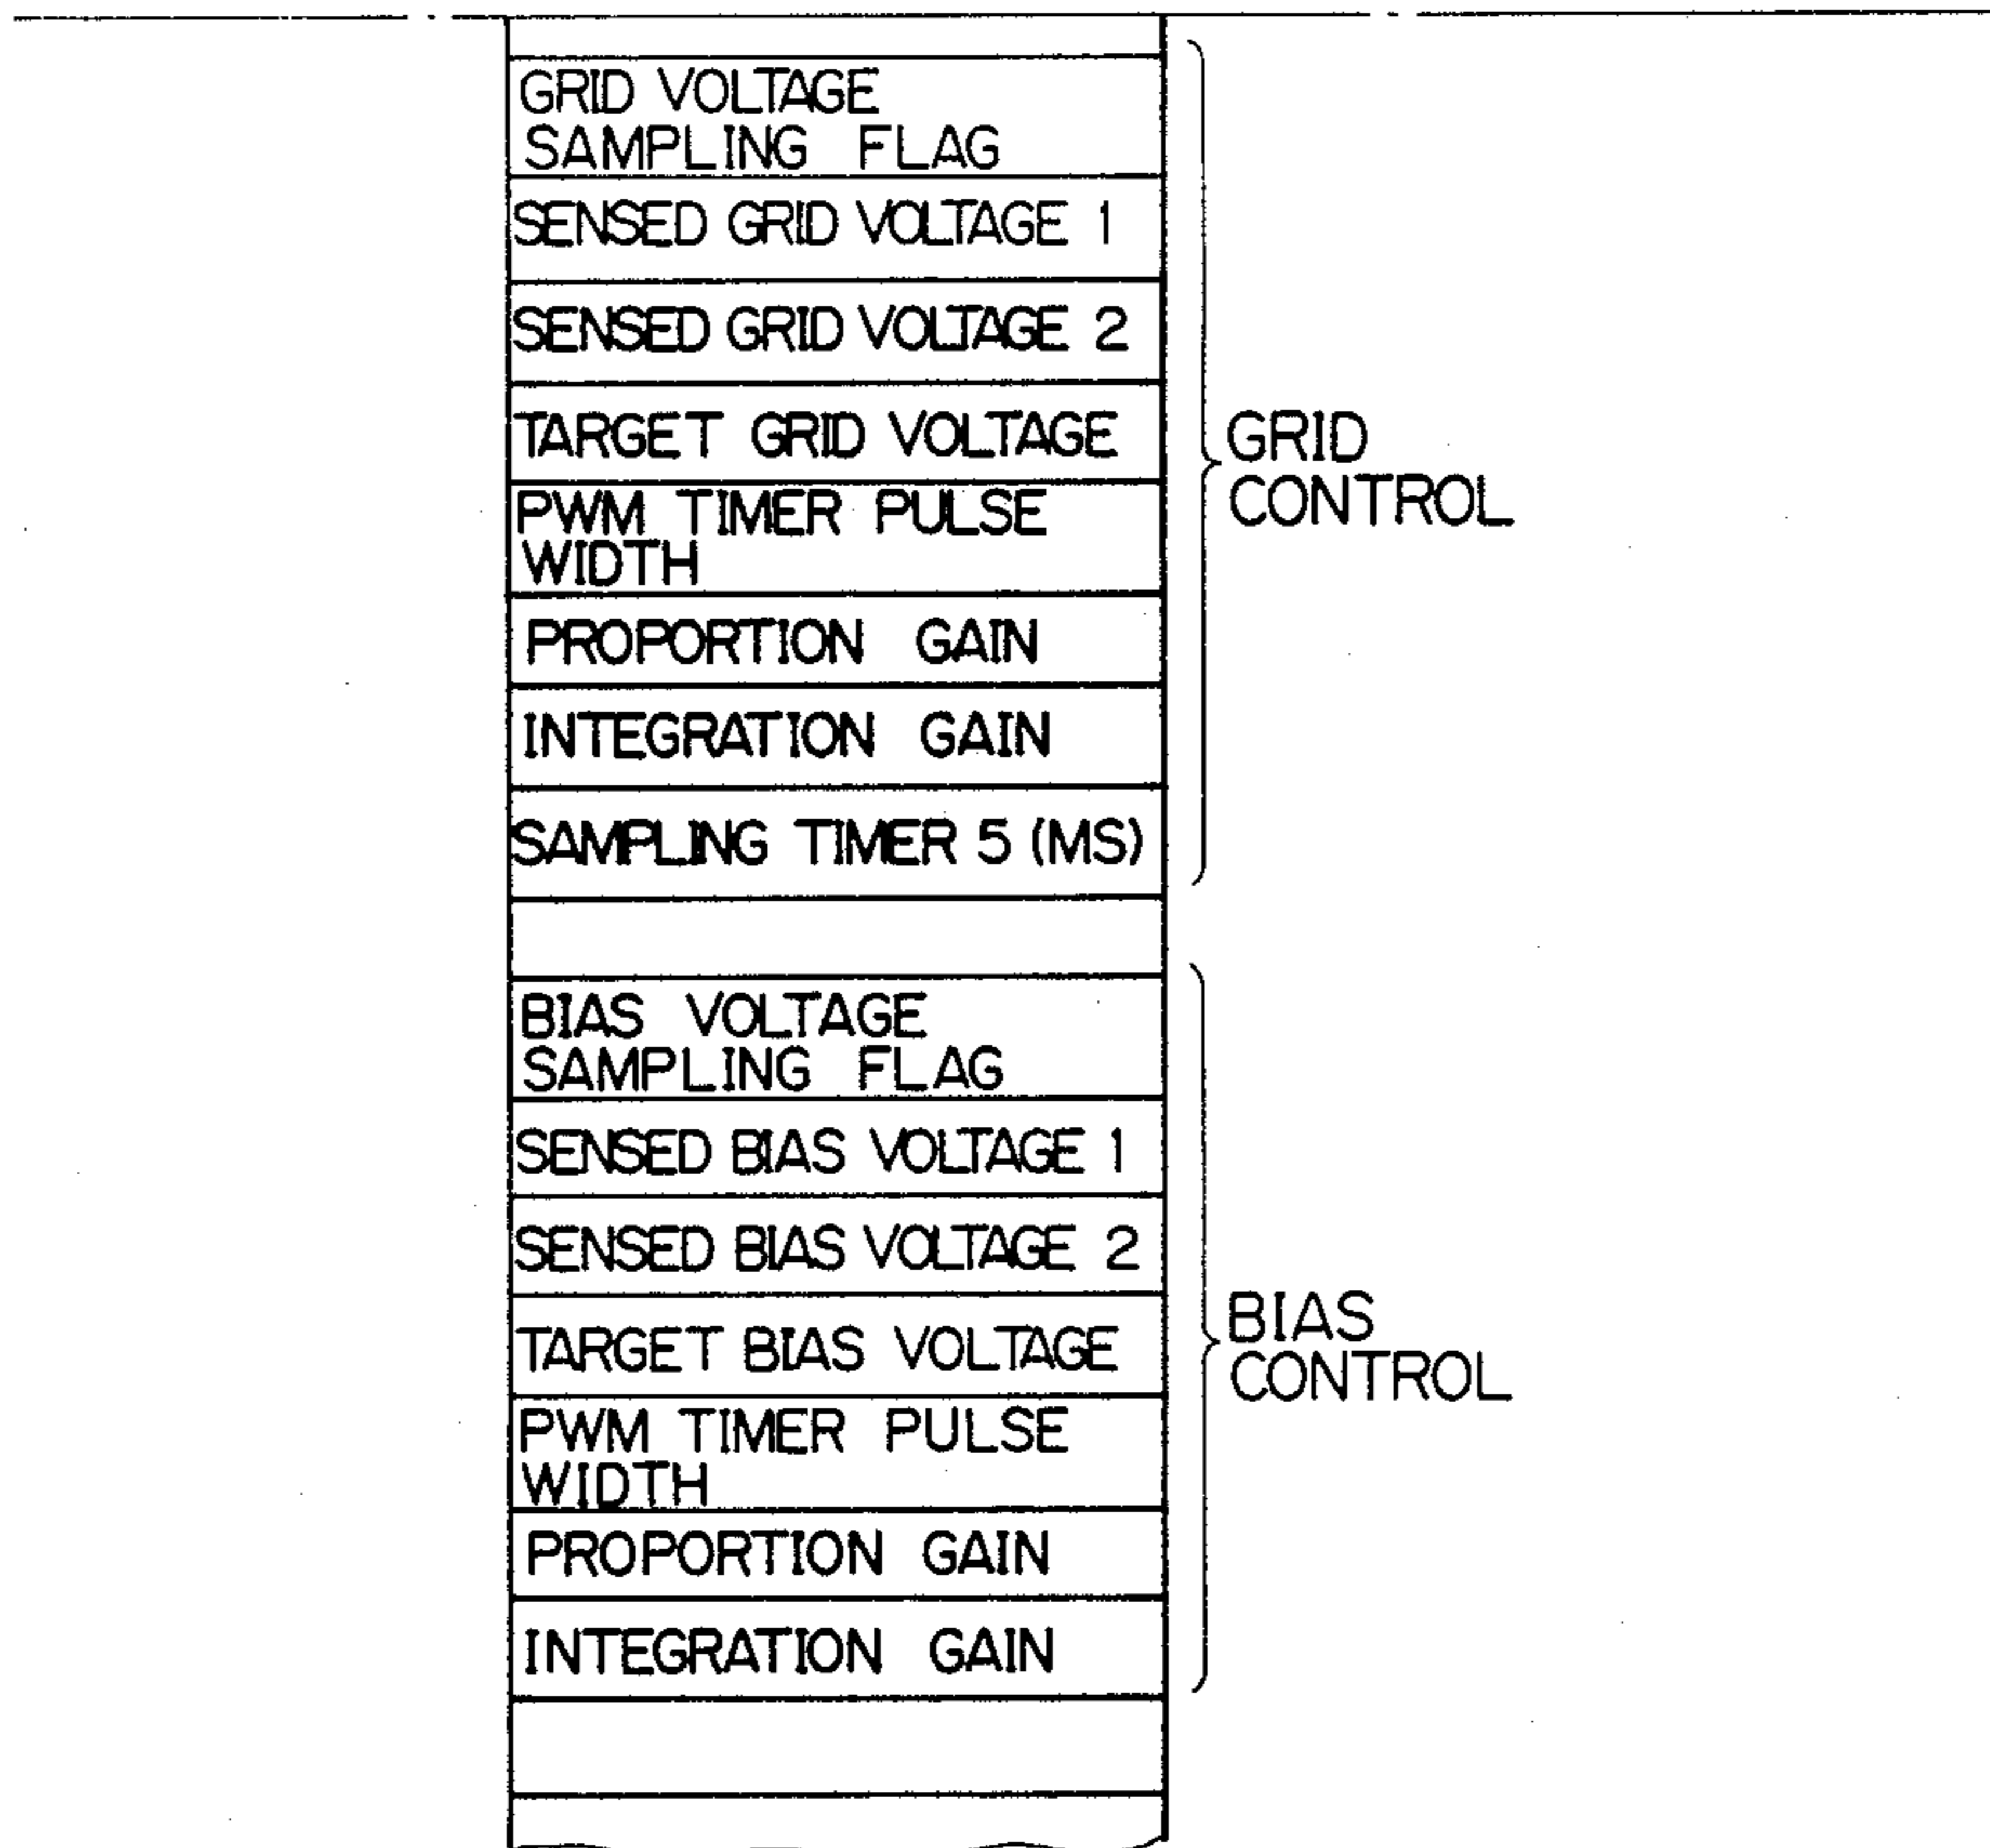 GRID VOLTAGE
SAMPLING FLAG
SENSED GRID VOLTAGE 1
SENSED GRID VOLTAGE 2
TARGET GRID VOLTAGE
PWM TIMER PULSE
WIDTH
PROPORTION GAIN
INTEGRATION GAIN
SAMPLING TIMER 5 (MS)
GRID
CONTROL
BIAS VOLTAGE
SAMPLING FLAG
SENSED BIAS VOLTAGE 1
SENSED BIAS VOLTAGE 2
TARGET BIAS VOLTAGE
PWM TIMER PULSE
WIDTH
PROPORTION GAIN
INTEGRATION GAIN
BIAS
CONTROL